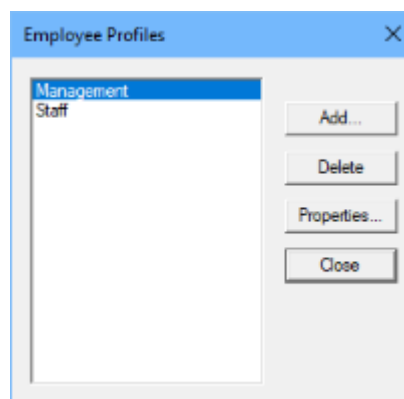 Employee Profiles
Management
Staff
Add...
Delete
Properties...
Close